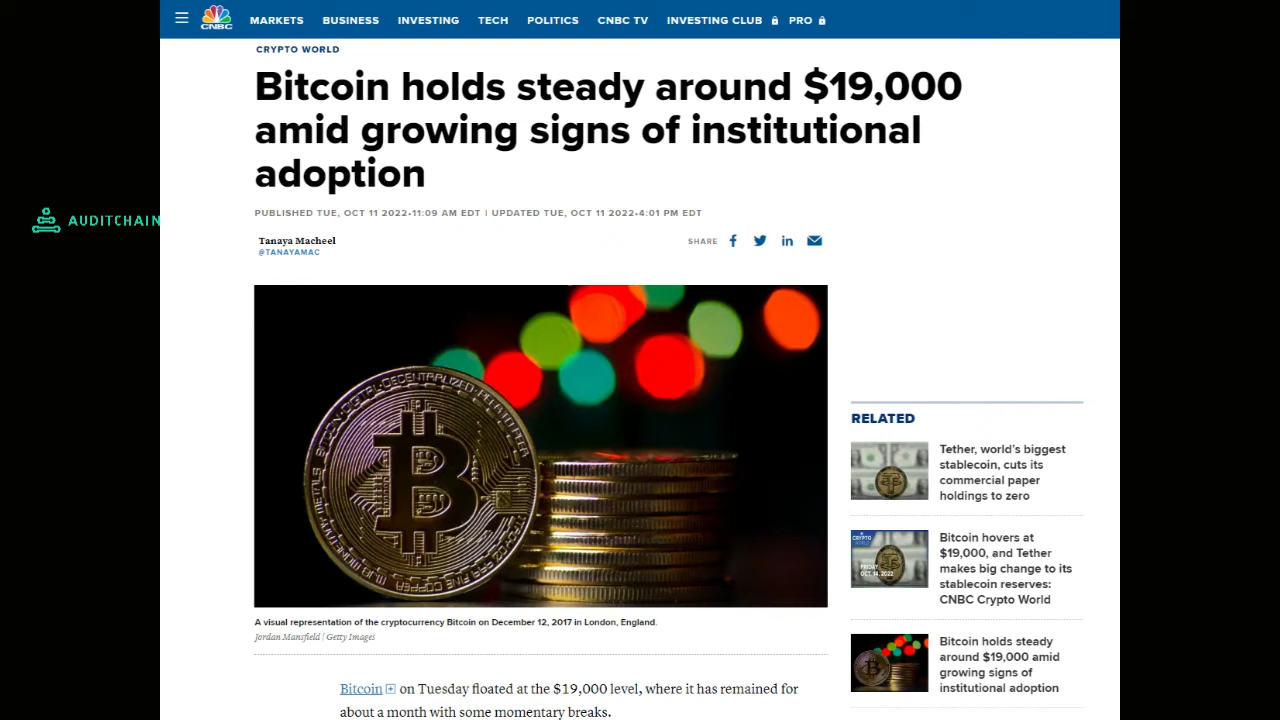 CNBC
MARKETS BUSINESS INVESTING TECH POLITICS CNBC TV INVESTING CLUB PRO
CRYPTO WORLD
Bitcoin holds steady around $19,000
amid growing signs of institutional
adoption
PUBLISHED TUE, OCT 11 2022•11:09 AM EDT | UPDATED TUE, OCT 11 2022•4:01 PM EDT
AUDITCHAIN
Tanaya Macheel
@TANAYAMAC
SHARE
A visual representation of the cryptocurrency Bitcoin on December 12, 2017 in London, England.
Jordan Mansfield | Getty Images
Bitcoin on Tuesday floated at the $19,000 level, where it has remained for
about a month with some momentary breaks.
RELATED
Tether, world's biggest
stablecoin, cuts its
commercial paper
holdings to zero
CRYPTO
FRIDAY
OCT. 14, 2022
Bitcoin hovers at
$19,000, and Tether
makes big change to its
stablecoin reserves:
CNBC Crypto World
Bitcoin holds steady
around $19,000 amid
growing signs of
institutional adoption